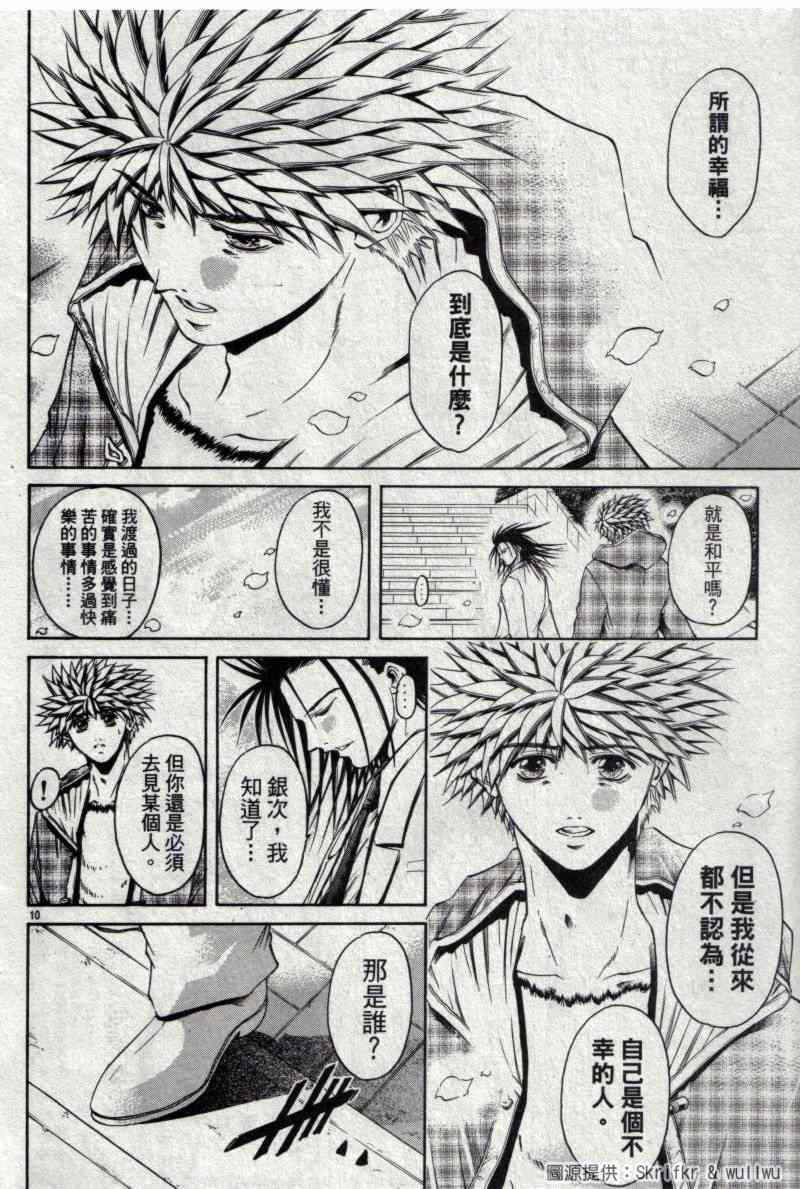 所謂的幸福…
到底是什麼？
就是和平嗎？
…
我不是很懂…
我渡過的日子…
確實是感覺到痛
苦的事情多過快
樂的事情……
但是我從來
都不認為…
自己是個不
幸的人。
…
銀次，我
知道了…
但你還是必須
去見某個人。
！
那是誰？
10
圖源提供：Skrifkr & wullwu